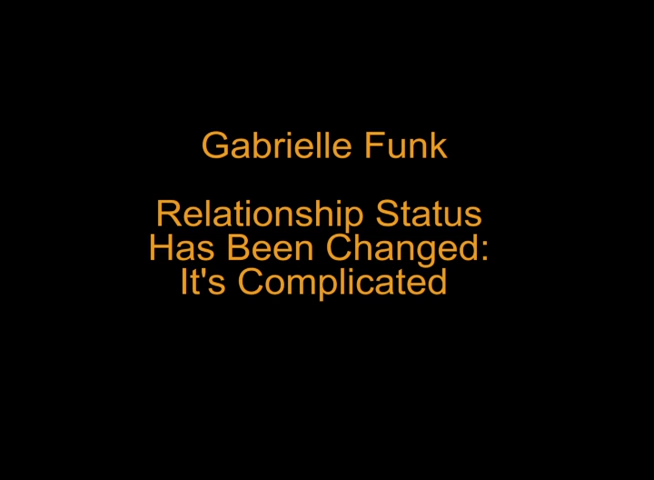 Gabrielle Funk
Relationship Status
Has Been Changed:
It's Complicated